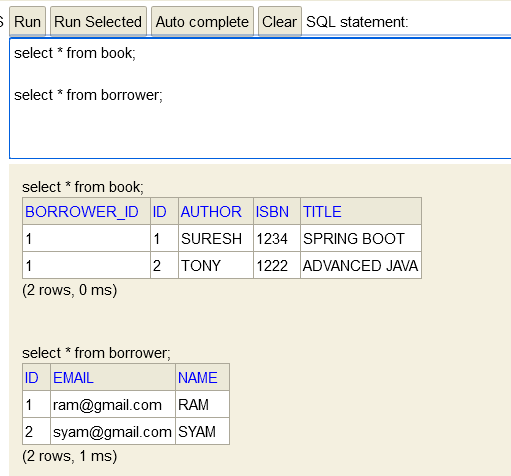 S Run Run Selected Auto complete Clear SQL statement:
select * from book;
select * from borrower;
select * from book;
BORROWER_ID ID AUTHOR ISBN TITLE
1 1 SURESH 1234 SPRING BOOT
1 2 TONY 1222 ADVANCED JAVA
(2 rows, 0 ms)
select * from borrower;
ID EMAIL NAME
1 ram@gmail.com RAM
2 syam@gmail.com SYAM
(2 rows, 1 ms)